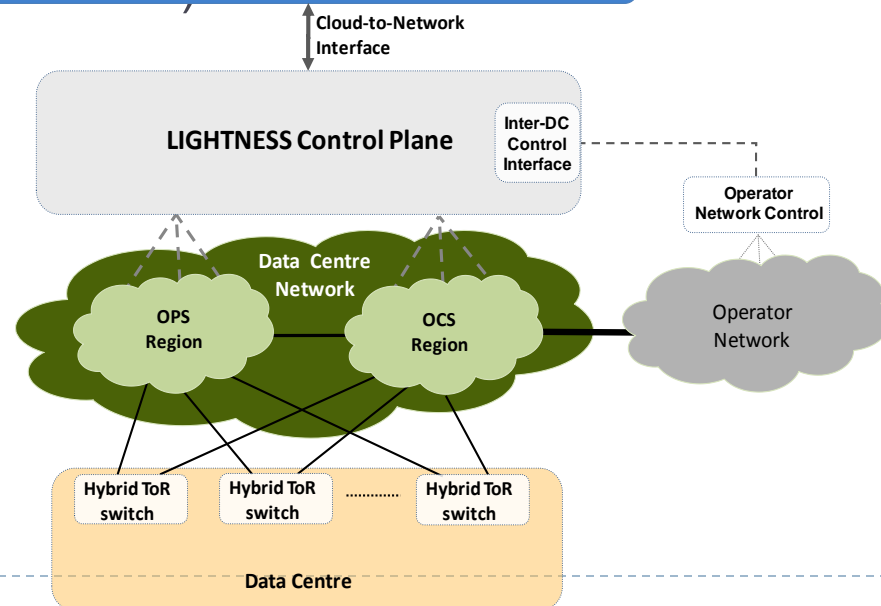 Cloud-to-Network
Interface
LIGHTNESS Control Plane
Inter-DC
Control
Interface
Operator
Network Control
Data Centre
Network
OPS
Region
OCS
Region
Operator
Network
Hybrid ToR
switch
Hybrid ToR
switch
Hybrid ToR
switch
Data Centre